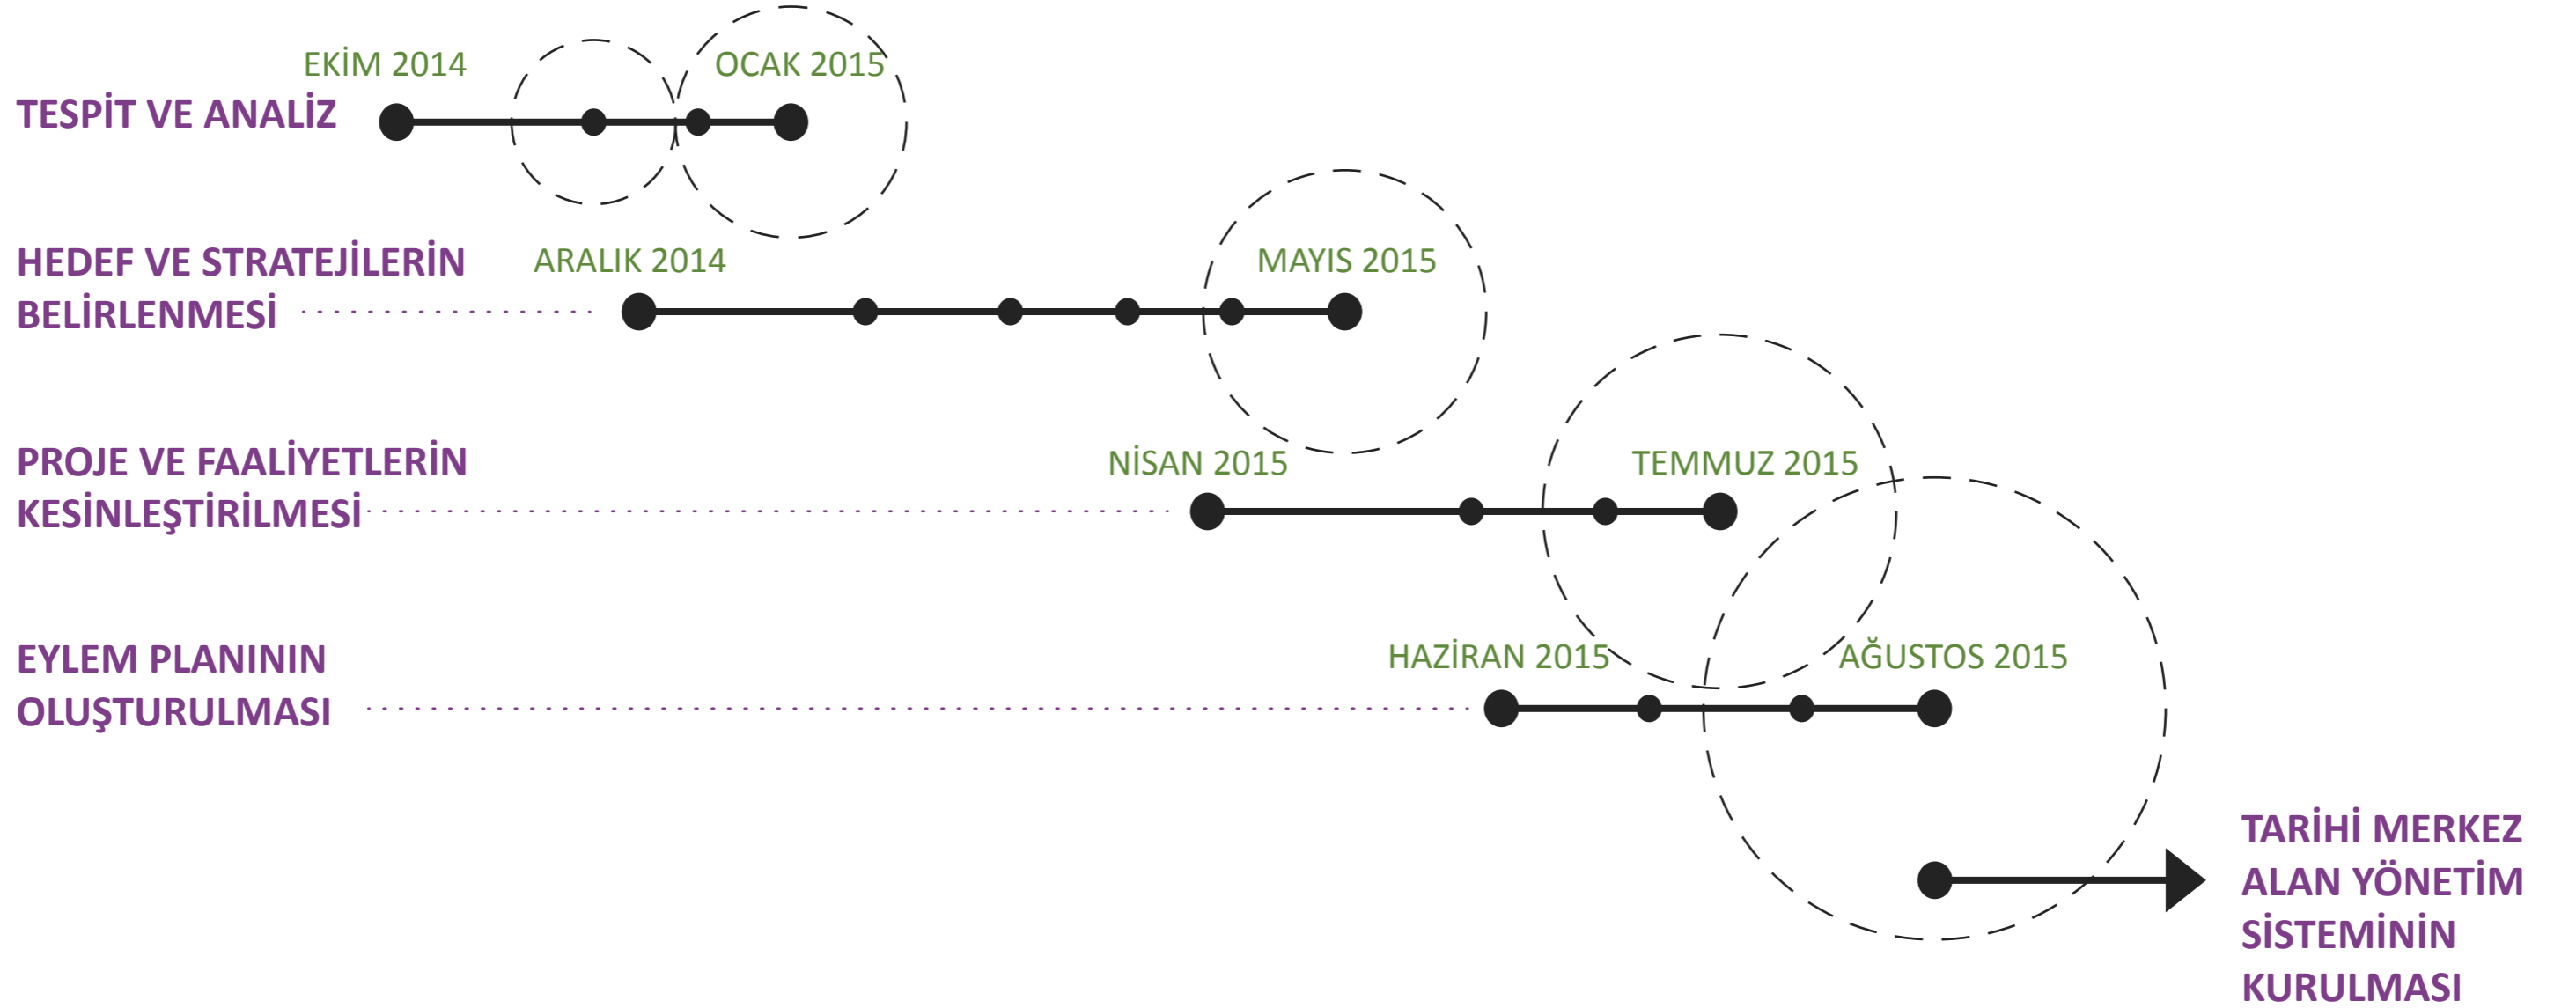 EKİM 2014
OCAK 2015
TESPİT VE ANALİZ
HEDEF VE STRATEJİLERİN
BELİRLENMESİ
ARALIK 2014
MAYIS 2015
PROJE VE FAALİYETLERİN
KESİNLEŞTİRİLMESİ
NİSAN 2015
TEMMUZ 2015
EYLEM PLANININ
OLUŞTURULMASI
HAZİRAN 2015
AĞUSTOS 2015
TARİHİ MERKEZ
ALAN YÖNETİM
SİSTEMİNİN
KURULMASI